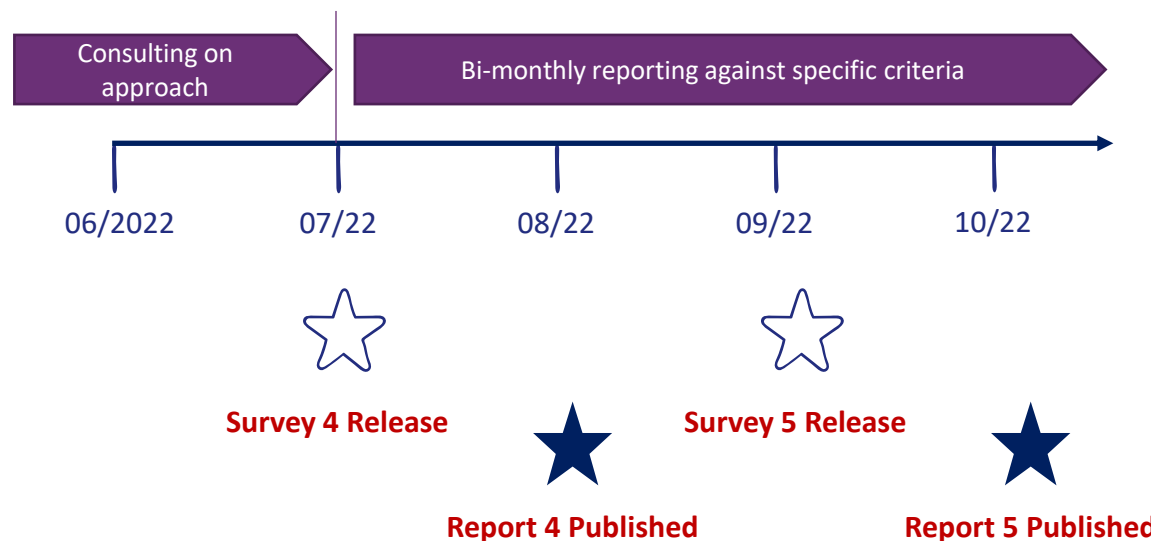 Consulting on
approach
Bi-monthly reporting against specific criteria
06/2022
07/22
08/22
09/22
10/22
Survey 4 Release
Survey 5 Release
Report 4 Published
Report 5 Published